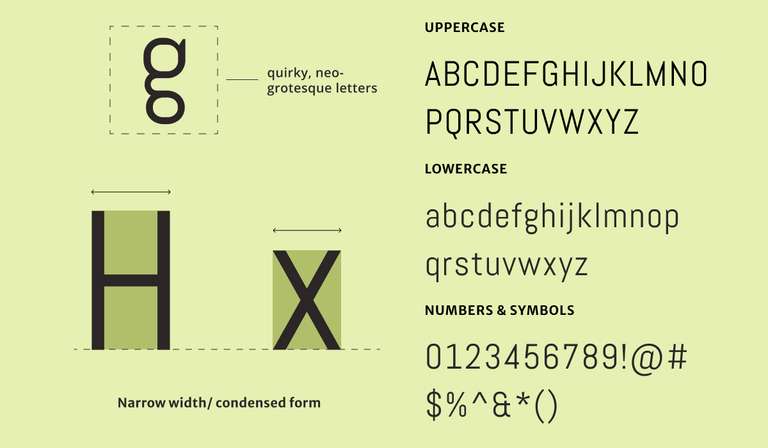 g
quirky, neo-
grotesque letters
H x
Narrow width/ condensed form
UPPERCASE
ABCDEFGHIJKLMNO
PQRSTUVWXYZ
LOWERCASE
abcdefghijklmnop
qrstuvwxyz
NUMBERS & SYMBOLS
0123456789!@#
$%^&*()